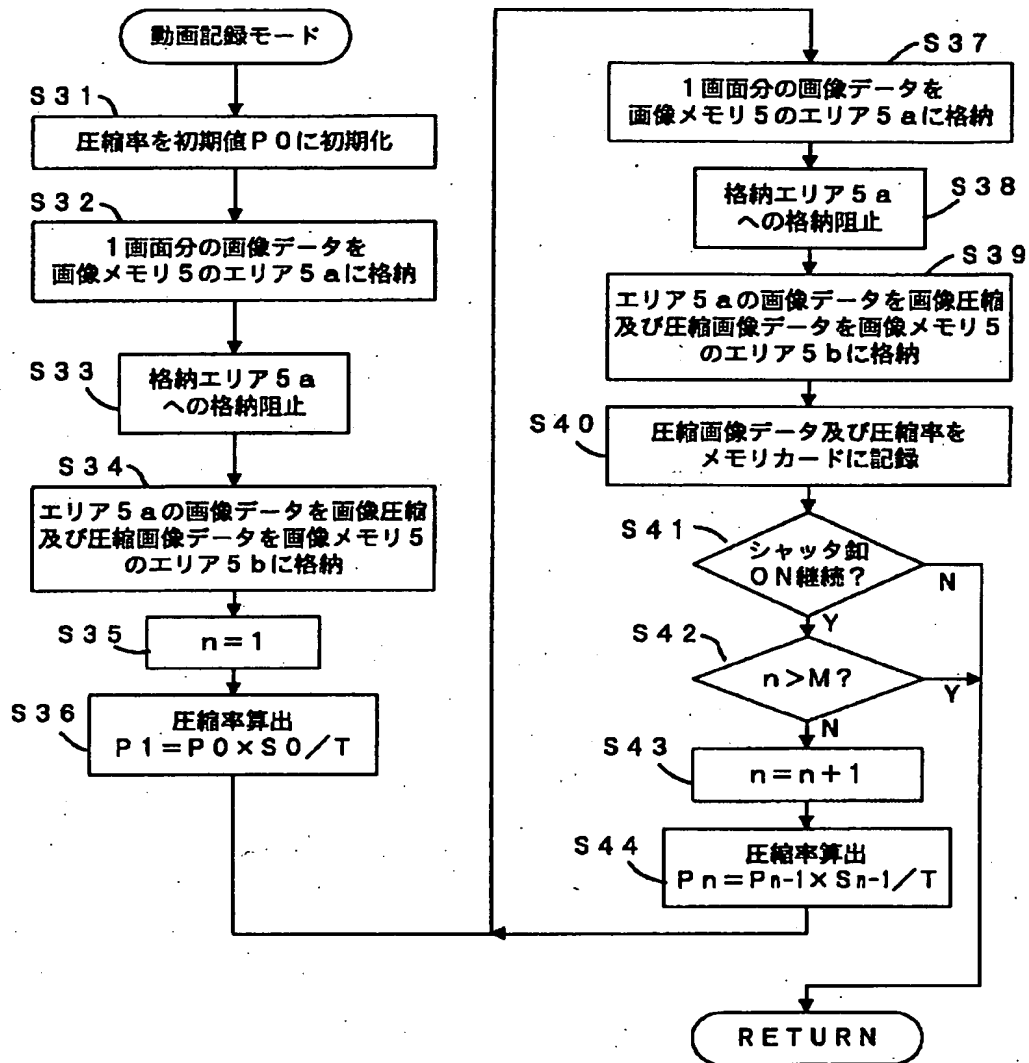 動画記録モード
S31
圧縮率を初期値P0に初期化
S32
1画面分の画像データを
画像メモリ5のエリア5aに格納
S33
格納エリア5a
への格納阻止
S34
エリア5aの画像データを画像圧縮
及び圧縮画像データを画像メモリ5
のエリア5bに格納
S35
n=1
S36
圧縮率算出
P1=P0×S0/T
S37
1画面分の画像データを
画像メモリ5のエリア5aに格納
S38
格納エリア5a
への格納阻止
S39
エリア5aの画像データを画像圧縮
及び圧縮画像データを画像メモリ5
のエリア5bに格納
S40
圧縮画像データ及び圧縮率を
メモリカードに記録
S41
シャッタ釦
ON継続?
N
Y
S42
n>M?
Y
N
S43
n=n+1
S44
圧縮率算出
Pn=Pn-1×Sn-1/T
RETURN